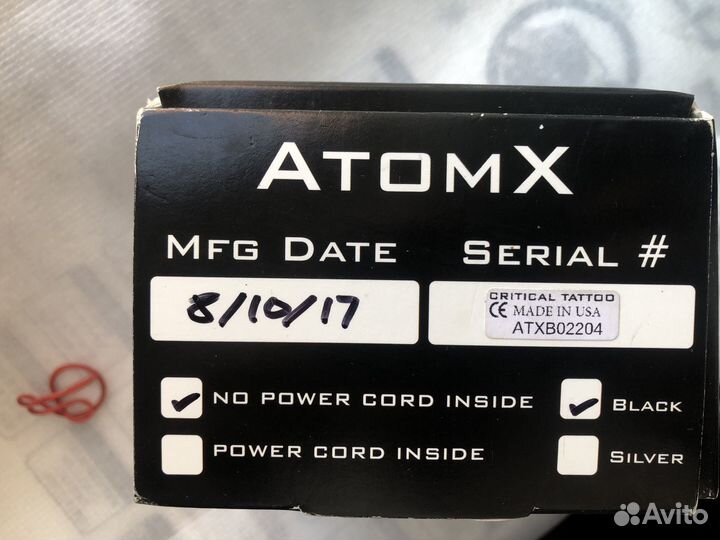 ATOMX
MFG DATE SERIAL #
8/10/17
CRITICAL TATTOO
CE MADE IN USA
ATXB02204
NO POWER CORD INSIDE BLACK
POWER CORD INSIDE SILVER
Avito